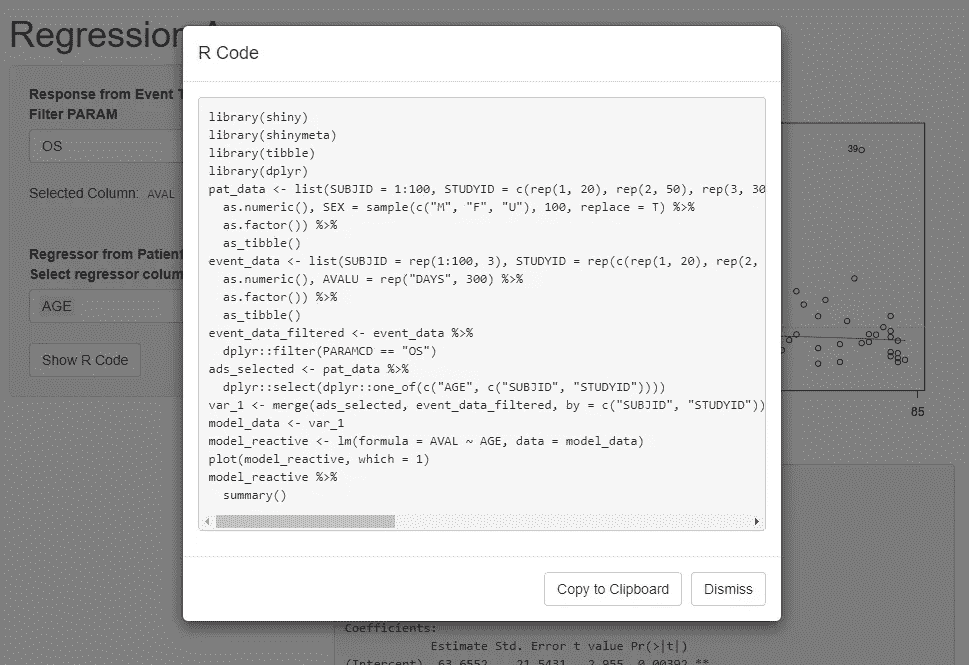 Regression A
R Code
Response from Event T
Filter PARAM
OS
Selected Column: AVAL
Regressor from Patient
Select regressor colum
AGE
Show R Code
library(shiny)
library(shinymeta)
library(tibble)
library(dplyr)
pat_data <- list(SUBJID = 1:100, STUDYID = c(rep(1, 20), rep(2, 50), rep(3, 30
  as.numeric(), SEX = sample(c("M", "F", "U"), 100, replace = T) %>%
  as.factor()) %>%
  as_tibble()
event_data <- list(SUBJID = rep(1:100, 3), STUDYID = rep(c(rep(1, 20), rep(2,
  as.numeric(), AVALU = rep("DAYS", 300) %>%
  as.factor()) %>%
  as_tibble()
event_data_filtered <- event_data %>%
  dplyr::filter(PARAMCD == "OS")
ads_selected <- pat_data %>%
  dplyr::select(dplyr::one_of(c("AGE", c("SUBJID", "STUDYID"))))
var_1 <- merge(ads_selected, event_data_filtered, by = c("SUBJID", "STUDYID"))
model_data <- var_1
model_reactive <- lm(formula = AVAL ~ AGE, data = model_data)
plot(model_reactive, which = 1)
model_reactive %>%
  summary()
39
85
Copy to Clipboard
Dismiss
Coefficients:
Estimate Std. Error t value Pr(>|t|)
(Intercept) 63.6552 21.5431 2.955 0.00392 **